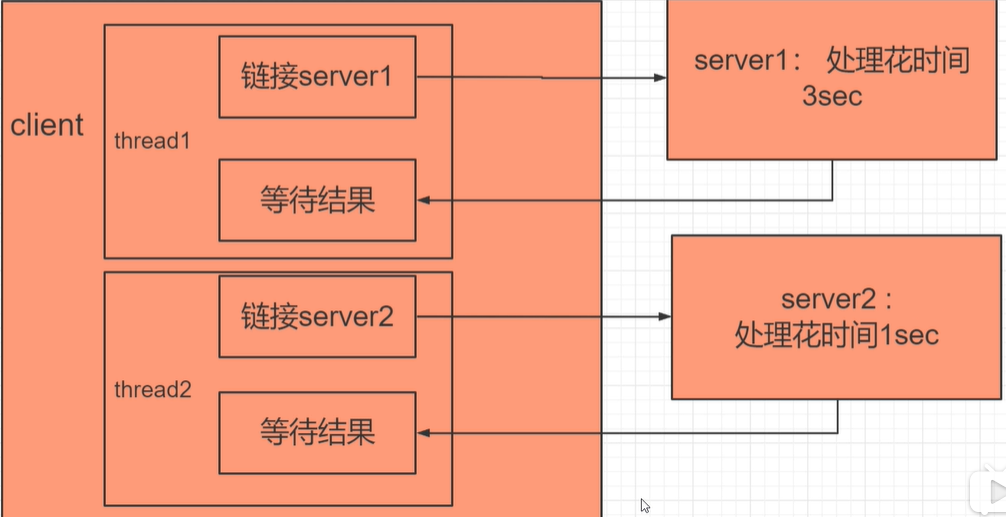 client
thread1
链接server1
等待结果
server1： 处理花时间
3sec
thread2
链接server2
等待结果
server2：
处理花时间1sec